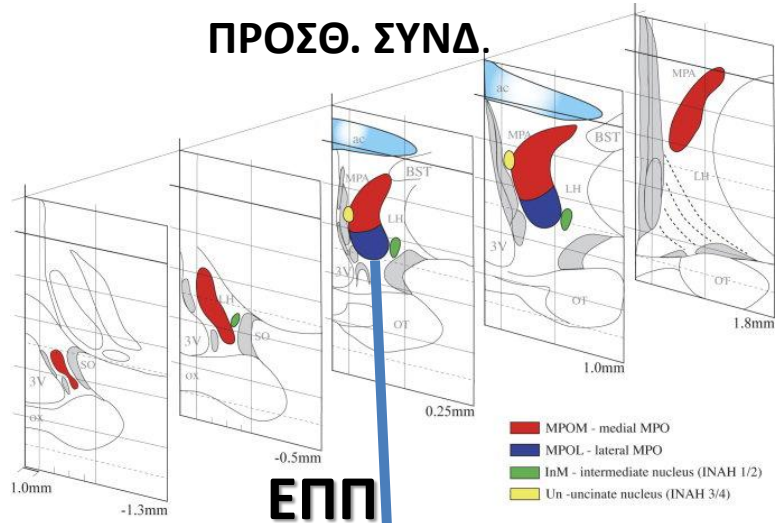 ΠΡΟΣΘ. ΣΥΝΔ.
MPA
LH
OT
1.8mm
ac
MPA
BST
LH
3V
OT
1.0mm
ac
MPA
BST
LH
3V
OT
0.25mm
LH
3V
SO
ox
-0.5mm
3V
SO
ox
1.0mm
-1.3mm
MPOM - medial MPO
MPOL - lateral MPO
InM - intermediate nucleus (INAH 1/2)
Un -uncinate nucleus (INAH 3/4)
ΕΠΠ